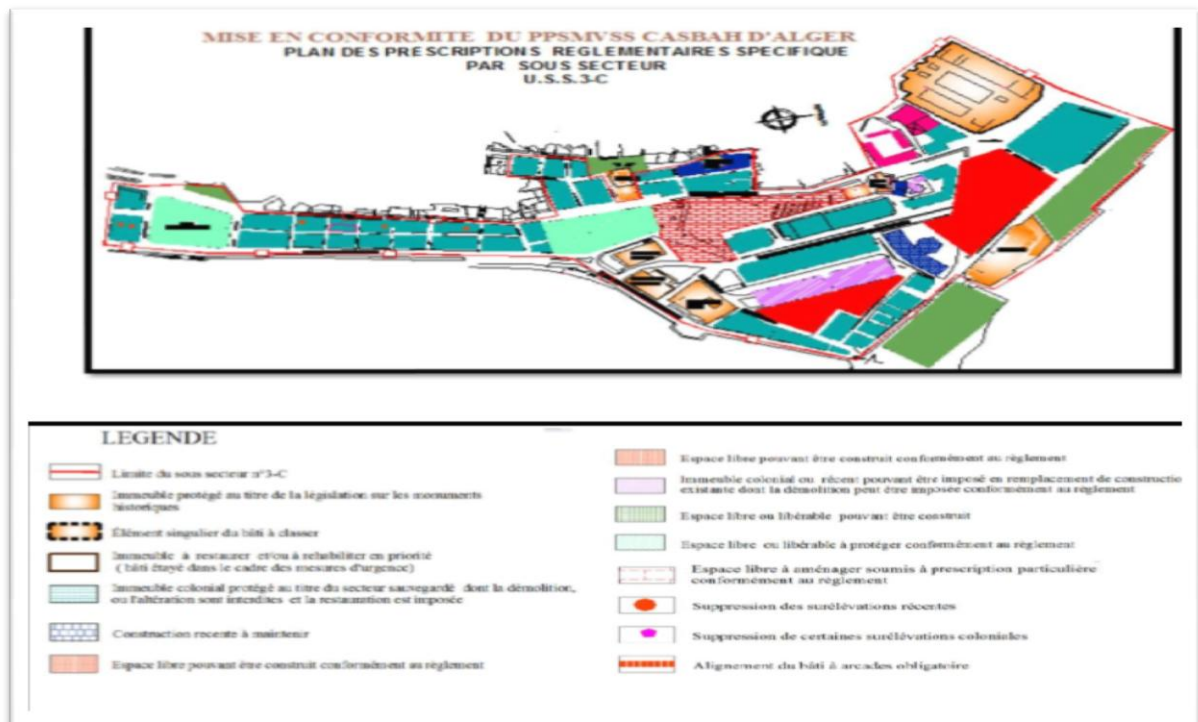 MISE EN CONFORMITE DU PPSMVSS CASBAH D'ALGER
PLAN DES PRESCRIPTIONS REGLEMENTAIRES SPECIFIQUE
PAR SOUS SECTEUR
U.S.S.3-C
LEGENDE
Limite du sous secteur n°3-C
Immeuble protégé au titre de la législation sur les monuments
historiques
Élément singulier du bâti à classer
Immeuble à restaurer et/ou à rehabiliter en priorité
( bâti étayé dans le cadre des mesures d'urgence)
Immeuble colonial protégé au titre du secteur sauvegardé dont la démolition,
ou l'altération sont interdites et la restauration est imposée
Construction recente à maintenir
Espace libre pouvant être construit conformément au règlement
Espace libre pouvant être construit conformément au règlement
Immeuble colonial ou récent pouvant être imposé en remplacement de constructio
existante dont la démolition peut être imposée conformément au règlement
Espace libre ou libérable pouvant être construit
Espace libre ou libérable à protéger conformément au règlement
Espace libre à aménager soumis à prescription particulière
conformément au règlement
Suppression des surélévations récentes
Suppression de certaines surélévations coloniales
Alignement du bâti à arcades obligatoire